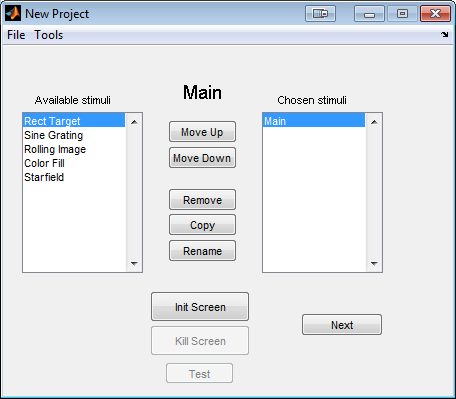 New Project
File Tools
Main
Available stimuli
Chosen stimuli
Rect Target
Sine Grating
Rolling Image
Color Fill
Starfield
Move Up
Move Down
Remove
Copy
Rename
Main
Init Screen
Kill Screen
Test
Next